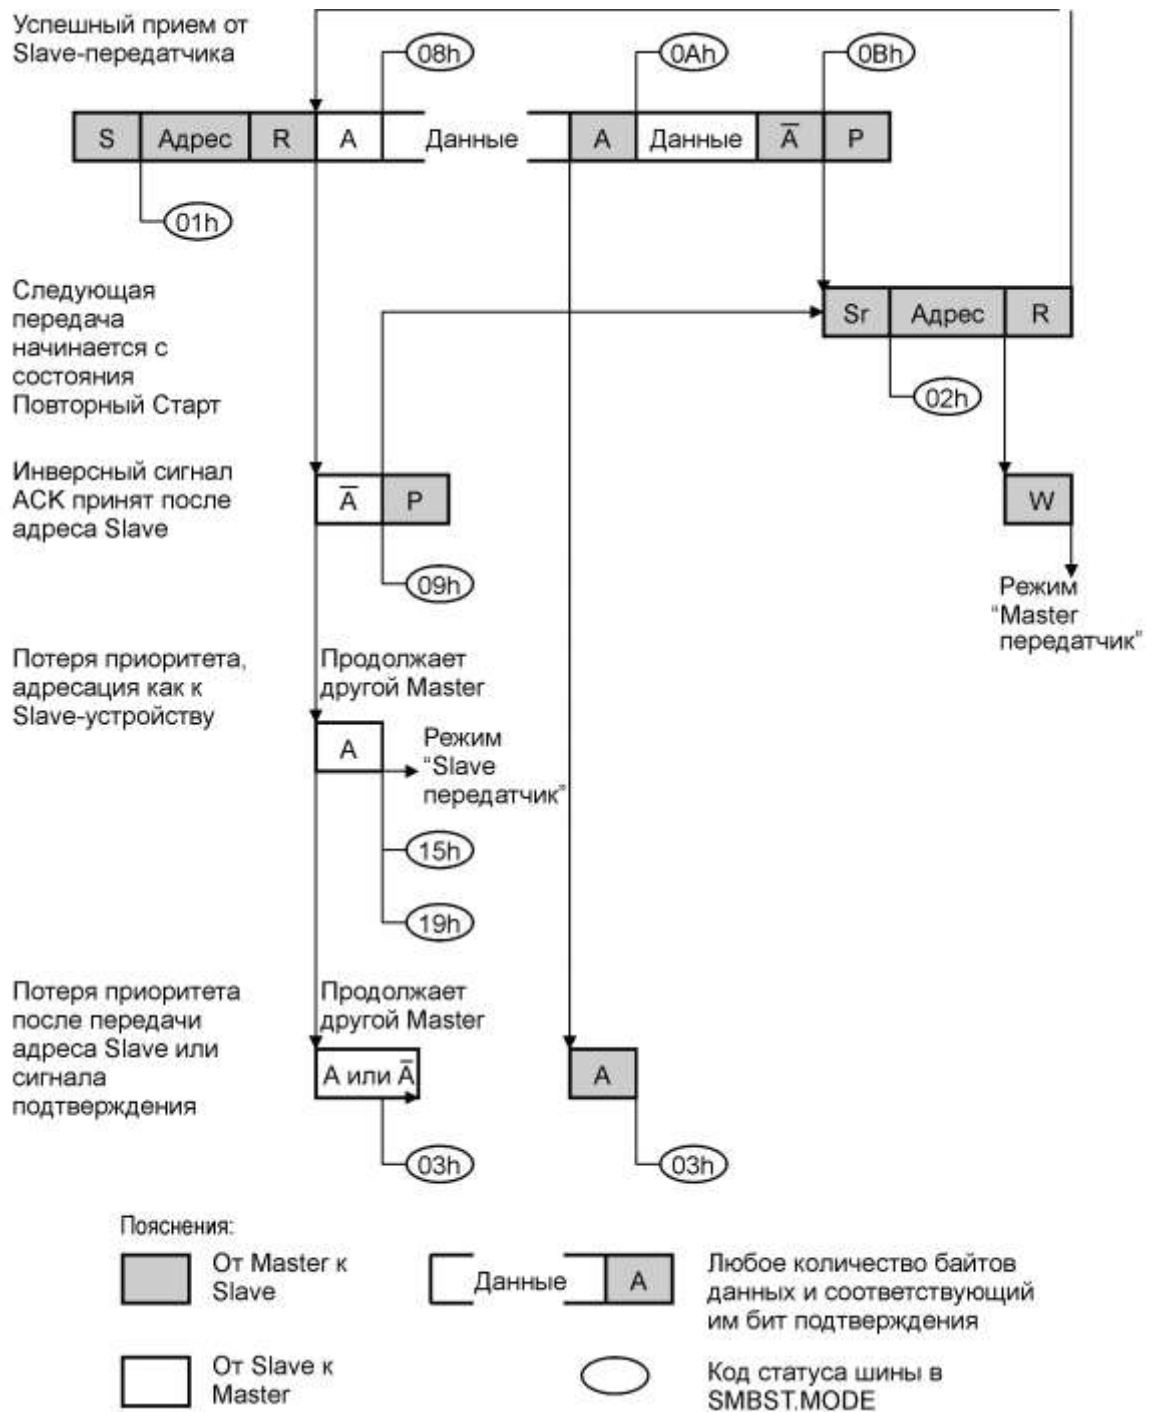 Успешный прием от
Slave-передатчика
08h
0Ah
0Bh
S Адрес R A Данные A Данные A̅ P
01h
Следующая
передача
начинается с
состояния
Повторный Старт
Sr Адрес R
02h
Инверсный сигнал
ACK принят после
адреса Slave
A̅ P
W
09h
Режим
“Master
передатчик”
Потеря приоритета,
адресация как к
Slave-устройству
Продолжает
другой Master
A
Режим
“Slave
передатчик”
15h
19h
Потеря приоритета
после передачи
адреса Slave или
сигнала
подтверждения
Продолжает
другой Master
A или A̅
A
03h
03h
Пояснения:
От Master к
Slave
Данные A
Любое количество байтов
данных и соответствующий
им бит подтверждения
От Slave к
Master
Код статуса шины в
SMBST.MODE